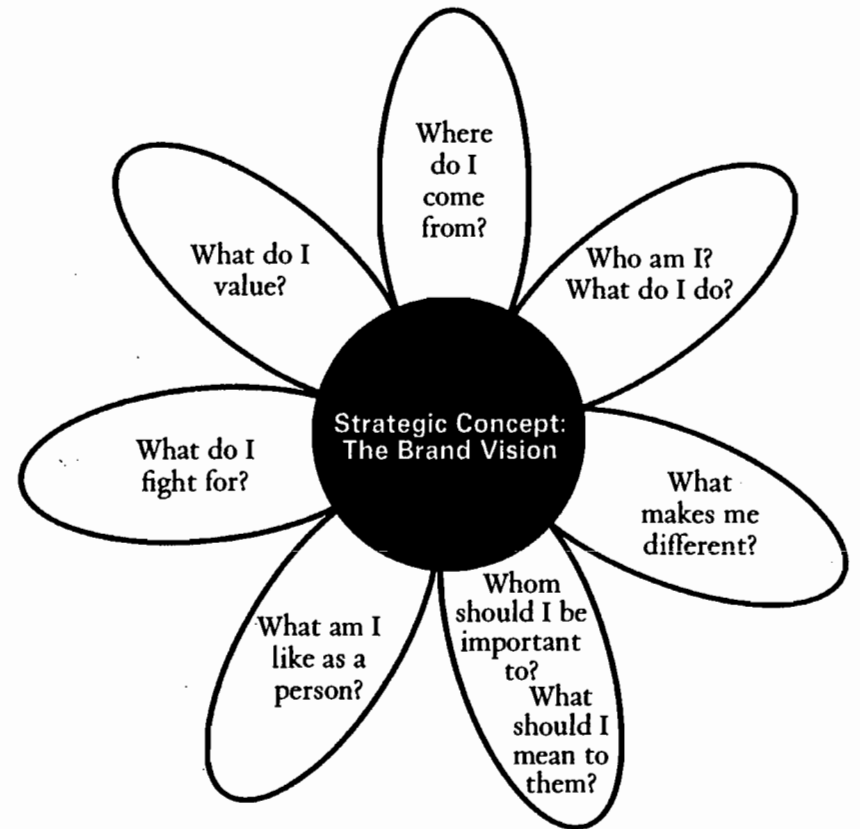 Where
do I
come
from?
Who am I?
What do I do?
What
makes me
different?
Whom
should I be
important
to?
What
should I
mean to
them?
What am I
like as a
person?
What do I
fight for?
What do I
value?
Strategic Concept:
The Brand Vision